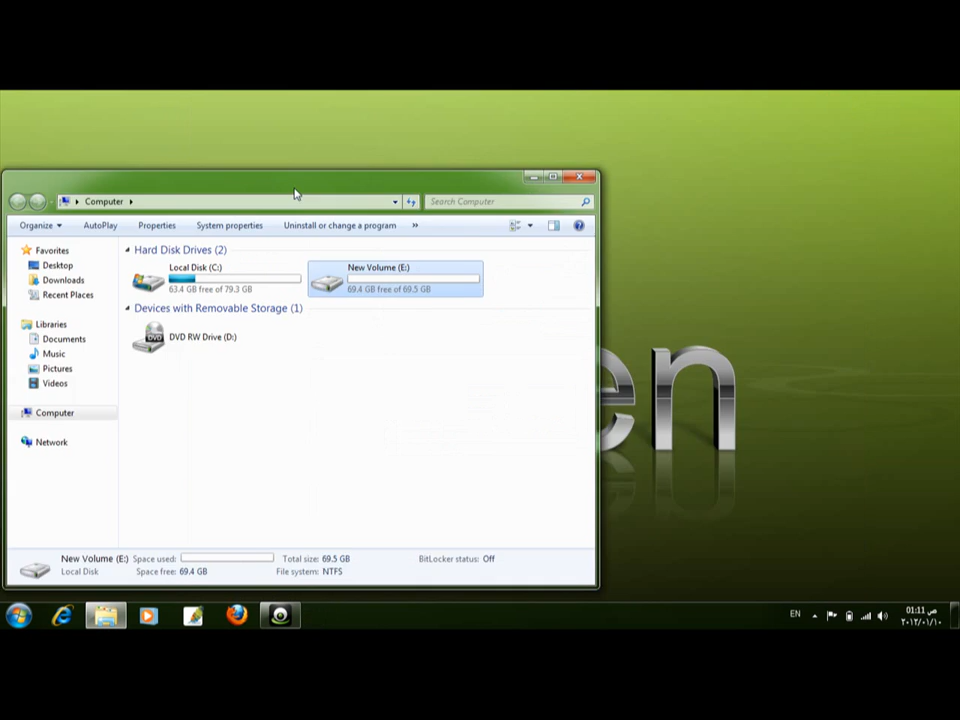 Computer
Search Computer
Organize AutoPlay Properties System properties Uninstall or change a program »
Favorites
Desktop
Downloads
Recent Places
Libraries
Documents
Music
Pictures
Videos
Computer
Network
Hard Disk Drives (2)
Local Disk (C:)
63.4 GB free of 79.3 GB
New Volume (E:)
69.4 GB free of 69.5 GB
Devices with Removable Storage (1)
DVD
DVD RW Drive (D:)
en
New Volume (E:) Space used: Total size: 69.5 GB BitLocker status: Off
Local Disk Space free: 69.4 GB File system: NTFS
EN
01:11 ص
٢٠١٢/٠١/١٠